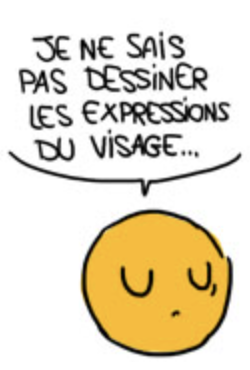 JE NE SAIS
PAS DESSINER
LES EXPRESSIONS
DU VISAGE...